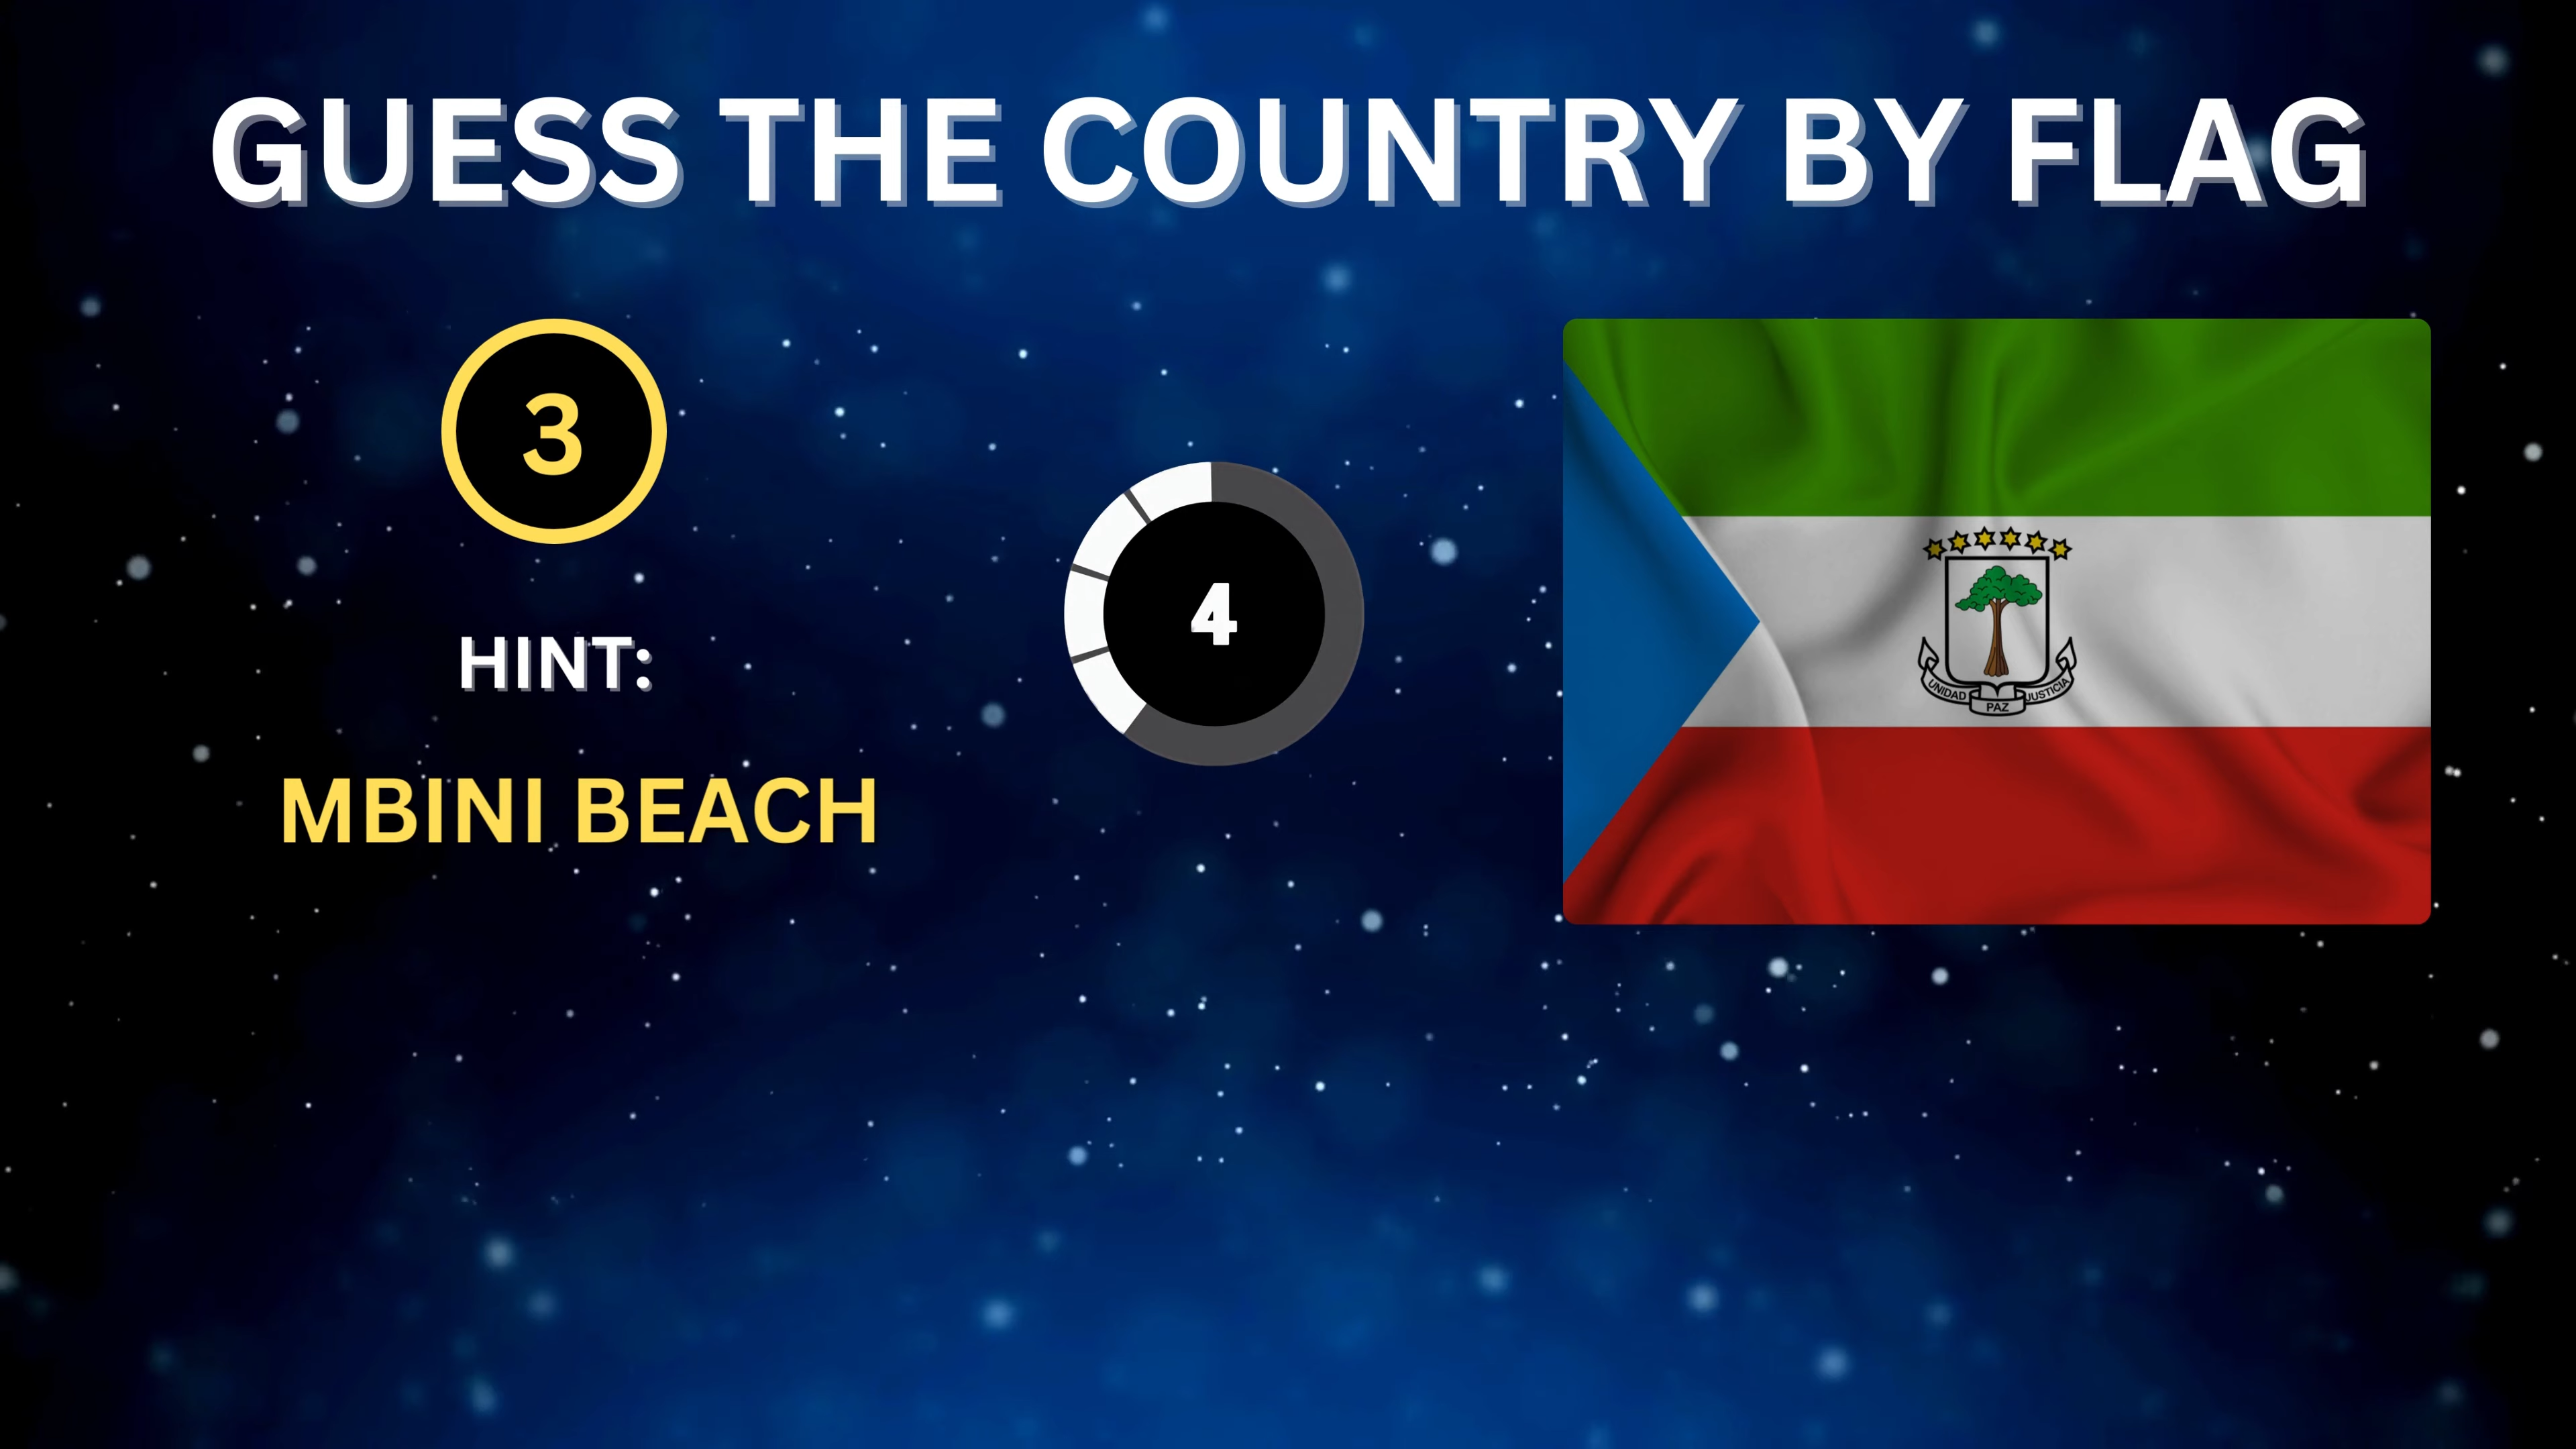 GUESS THE COUNTRY BY FLAG
3
HINT:
MBINI BEACH
4
UNIDAD PAZ JUSTICIA